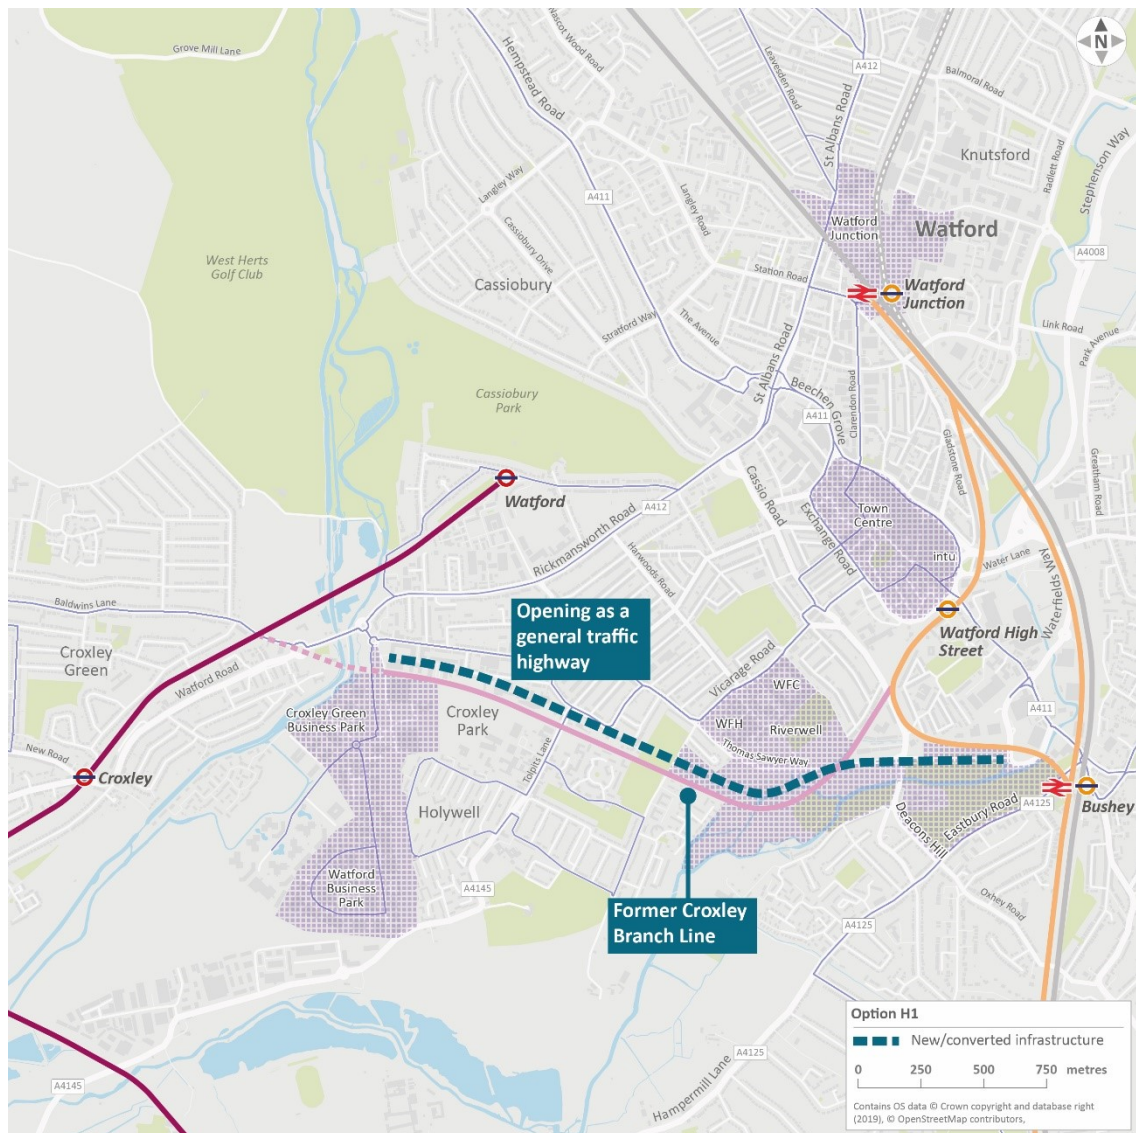 Grove Mill Lane
Hempstead Road
Nascot Wood Road
Leavesden Road
A412
Balmoral Road
N
St Albans Road
Knutsford
Radlett Road
Stephenson Way
Langley Way
A411
Langley Road
Cassiobury Drive
Watford
Junction
Watford
West Herts
Golf Club
Cassiobury
Station Road
A4008
Watford
Junction
Stratford Way
The Avenue
Link Road
Park Avenue
St Albans Road
Cassiobury
Park
Beechen Grove
A411
Clarendon Road
Gladstone Road
Greatham Road
Watford
A412
Rickmansworth Road
Cassio Road
Exchange Road
Town
Centre
intu
Water Lane
Waterfields Way
Harwoods Road
Baldwins Lane
Opening as a
general traffic
highway
Watford High
Street
Croxley
Green
Watford Road
Vicarage Road
WFC
WFH
Riverwell
Thomas Sawyer Way
A411
Croxley Green
Business Park
Croxley
Park
Tolpits Lane
New Road
Croxley
Holywell
Deacons Hill
Eastbury Road
A4125
Bushey
Watford
Business
Park
A4145
Oxhey Road
Former Croxley
Branch Line
A4125
Option H1
New/converted infrastructure
0 250 500 750 metres
Contains OS data © Crown copyright and database right
(2019), © OpenStreetMap contributors,
A4125
Hampermill Lane
A4145